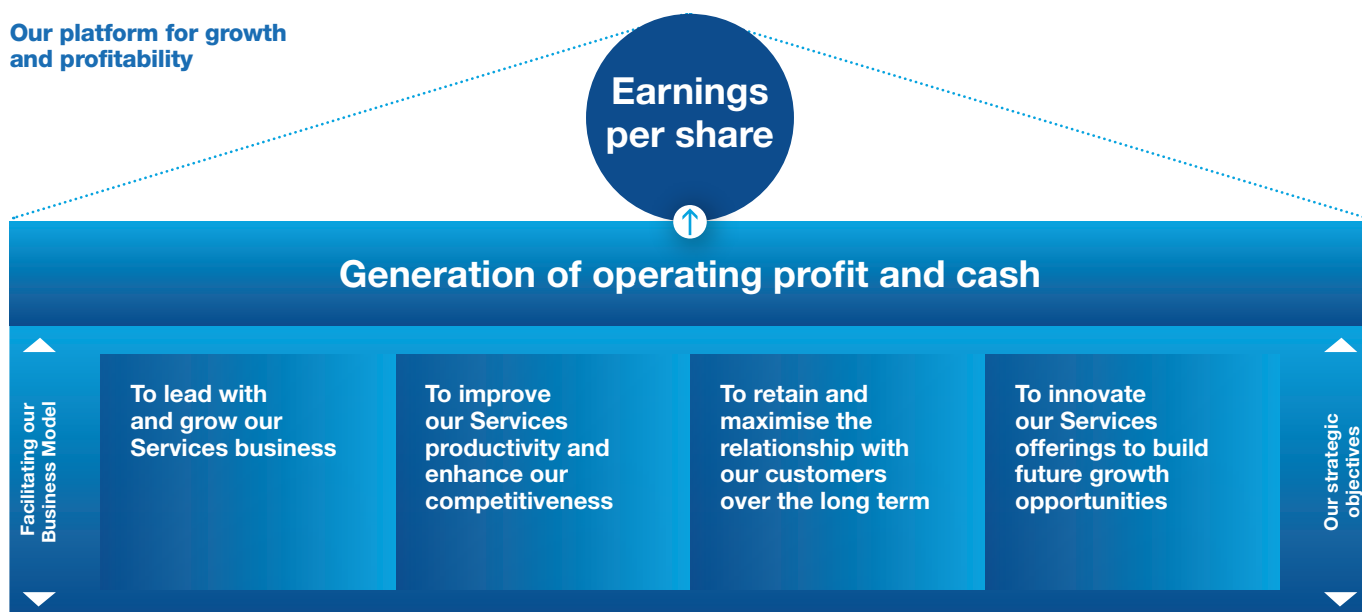 Our platform for growth
and profitability
Earnings
per share
Generation of operating profit and cash
Facilitating our
Business Model
To lead with
and grow our
Services business
To improve
our Services
productivity and
enhance our
competitiveness
To retain and
maximise the
relationship with
our customers
over the long term
To innovate
our Services
offerings to build
future growth
opportunities
Our strategic
objectives